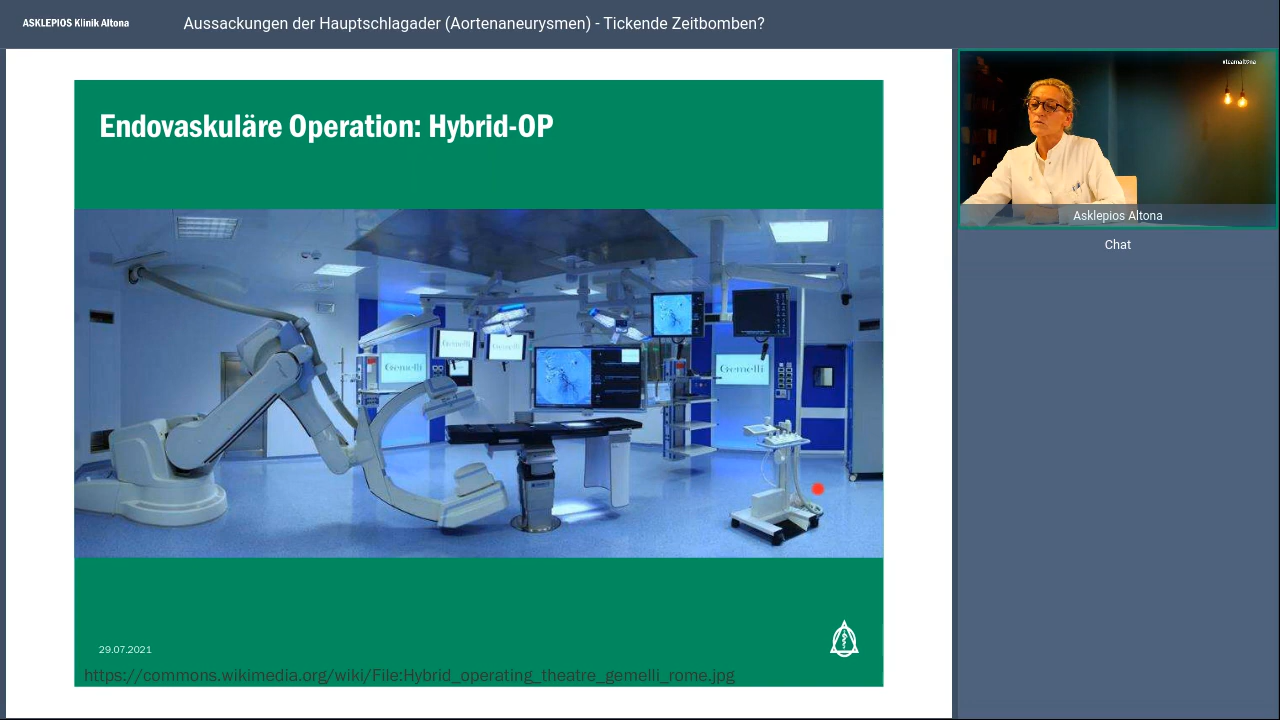 ASKLEPIOS Klinik Altona
Aussackungen der Hauptschlagader (Aortenaneurysmen) - Tickende Zeitbomben?
Endovaskuläre Operation: Hybrid-OP
Gemelli
Gemelli
Gemelli
Gemelli
29.07.2021
https://commons.wikimedia.org/wiki/File:Hybrid_operating_theatre_gemelli_rome.jpg
Asklepios Altona
Chat